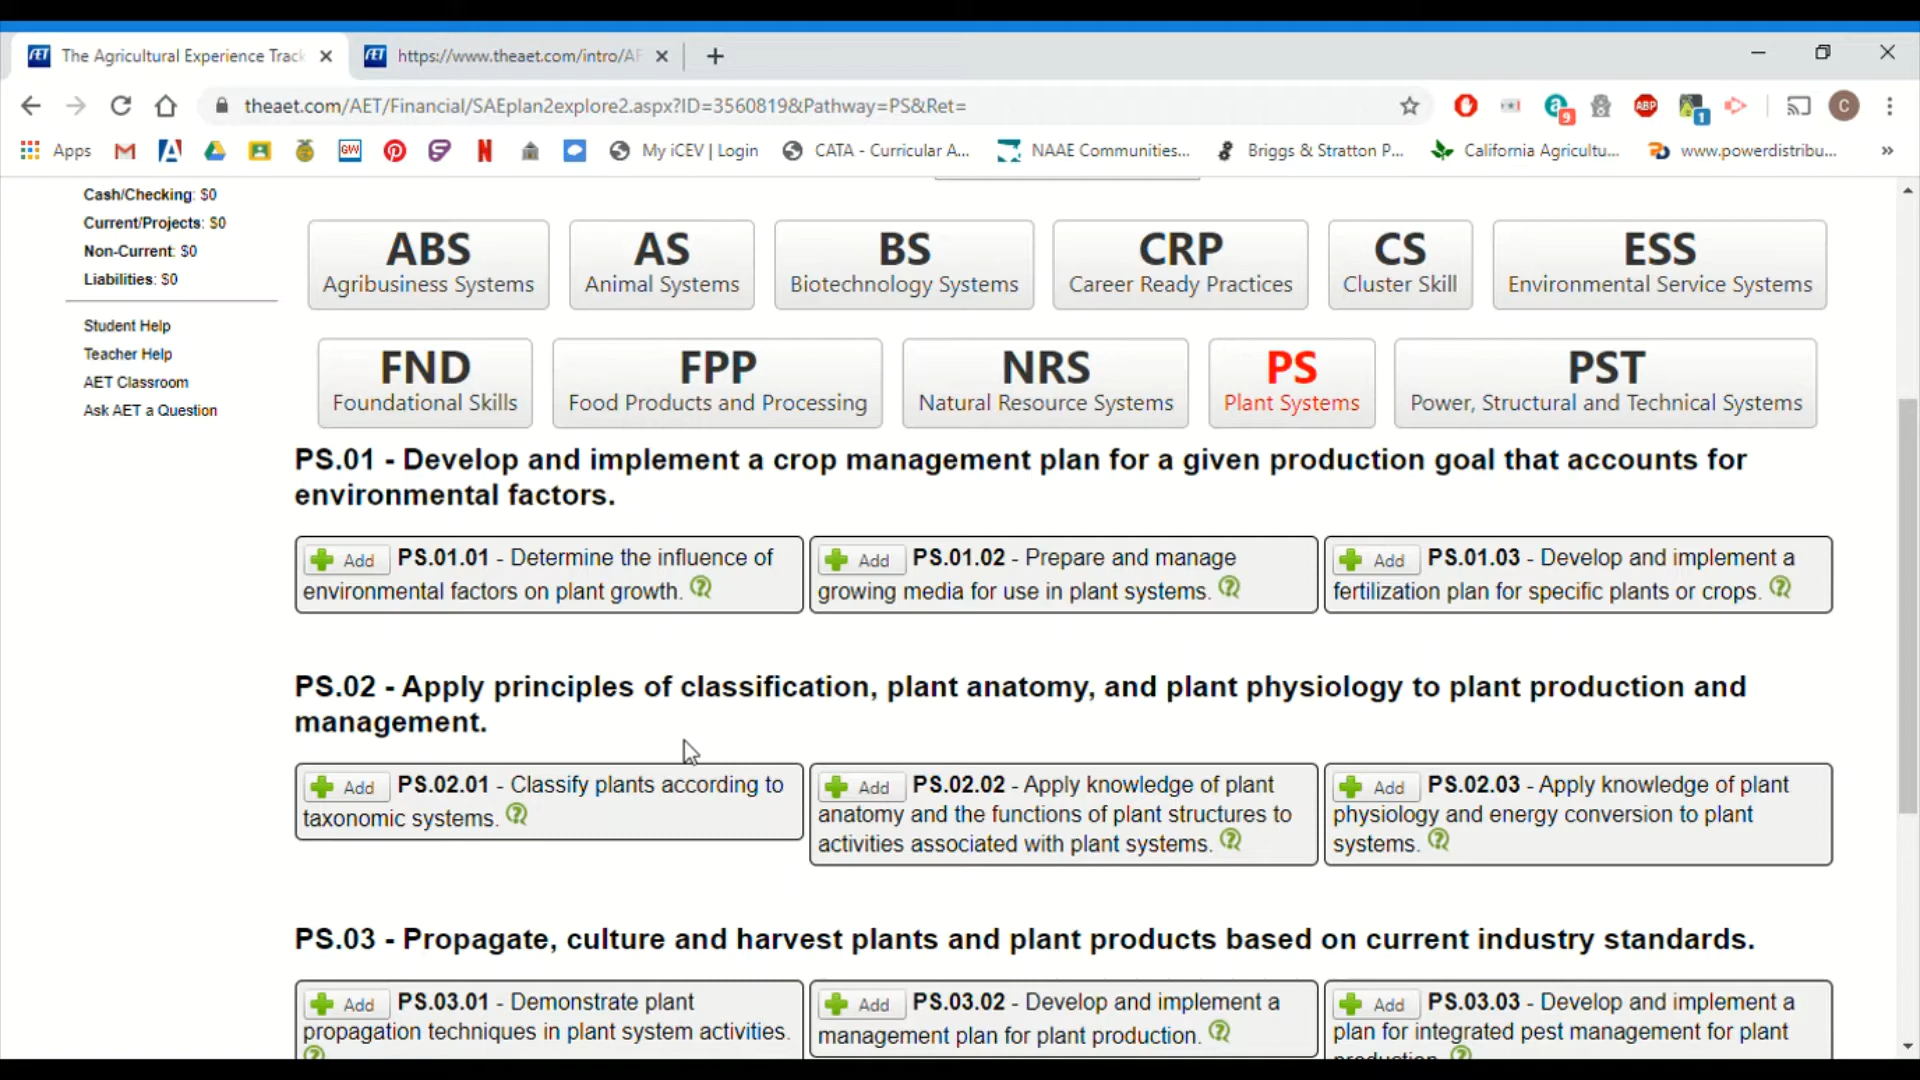 The Agricultural Experience Track
https://www.theaet.com/intro/AE
theaet.com/AET/Financial/SAEplan2explore2.aspx?ID=3560819&Pathway=PS&Ret=
ABP
9
1
C
Apps
GW
My iCEV | Login
CATA - Curricular A...
NAAE Communities...
Briggs & Stratton P...
California Agricultu...
www.powerdistribu...
Cash/Checking: $0
Current/Projects: $0
Non-Current: $0
Liabilities: $0
Student Help
Teacher Help
AET Classroom
Ask AET a Question
ABS
Agribusiness Systems
AS
Animal Systems
BS
Biotechnology Systems
CRP
Career Ready Practices
CS
Cluster Skill
ESS
Environmental Service Systems
FND
Foundational Skills
FPP
Food Products and Processing
NRS
Natural Resource Systems
PS
Plant Systems
PST
Power, Structural and Technical Systems
PS.01 - Develop and implement a crop management plan for a given production goal that accounts for
environmental factors.
Add PS.01.01 - Determine the influence of
environmental factors on plant growth.
Add PS.01.02 - Prepare and manage
growing media for use in plant systems.
Add PS.01.03 - Develop and implement a
fertilization plan for specific plants or crops.
PS.02 - Apply principles of classification, plant anatomy, and plant physiology to plant production and
management.
Add PS.02.01 - Classify plants according to
taxonomic systems.
Add PS.02.02 - Apply knowledge of plant
anatomy and the functions of plant structures to
activities associated with plant systems.
Add PS.02.03 - Apply knowledge of plant
physiology and energy conversion to plant
systems.
PS.03 - Propagate, culture and harvest plants and plant products based on current industry standards.
Add PS.03.01 - Demonstrate plant
propagation techniques in plant system activities.
Add PS.03.02 - Develop and implement a
management plan for plant production.
Add PS.03.03 - Develop and implement a
plan for integrated pest management for plant
production.